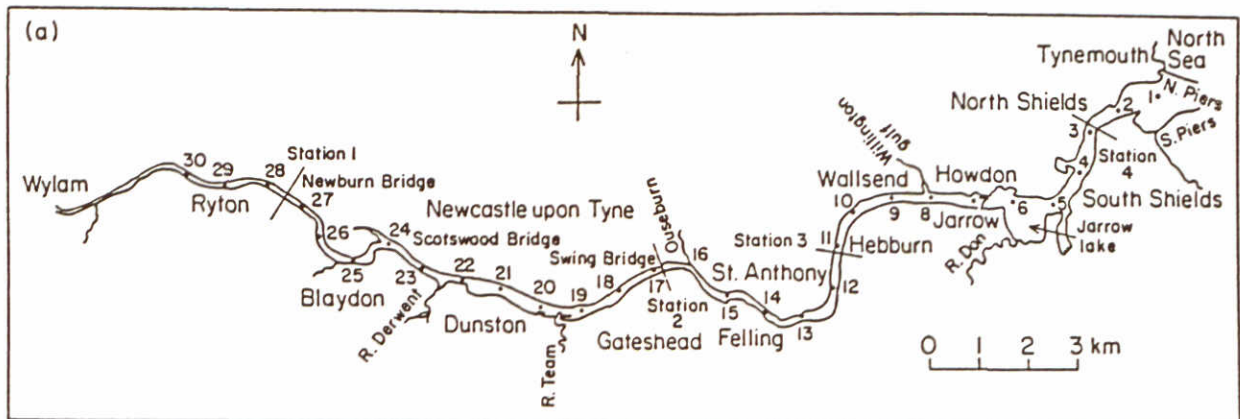 (a)
N
Tynemouth
North
Sea
1
N. Piers
2
North Shields
S. Piers
3
Station
4
4
South Shields
5
Jarrow
lake
6
Howdon
Jarrow
R. Don
Willington
Wallsend
8
9
10
11
Station 3
Hebburn
12
St. Anthony
13
14
Felling
15
16
Ouseburn
Swing Bridge
17
Station
2
18
Gateshead
19
20
R. Team
Newcastle upon Tyne
21
22
Dunston
23
R. Derwent
24
Scotswood Bridge
25
Blaydon
26
27
Newburn Bridge
Station 1
28
29
Ryton
30
Wylam
0 1 2 3 km